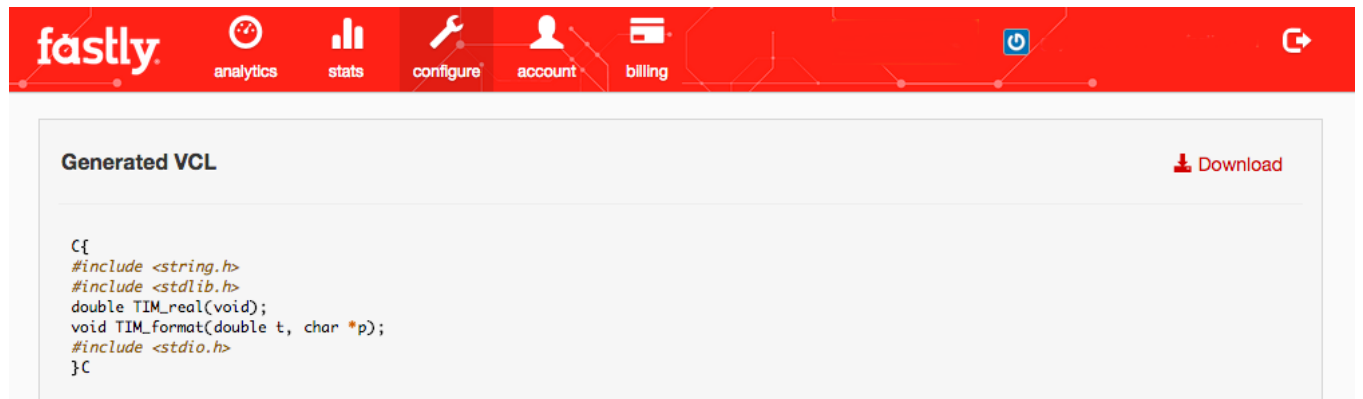 fastly
analytics
stats
configure
account
billing
Generated VCL
Download
C{
#include <string.h>
#include <stdlib.h>
double TIM_real(void);
void TIM_format(double t, char *p);
#include <stdio.h>
}C